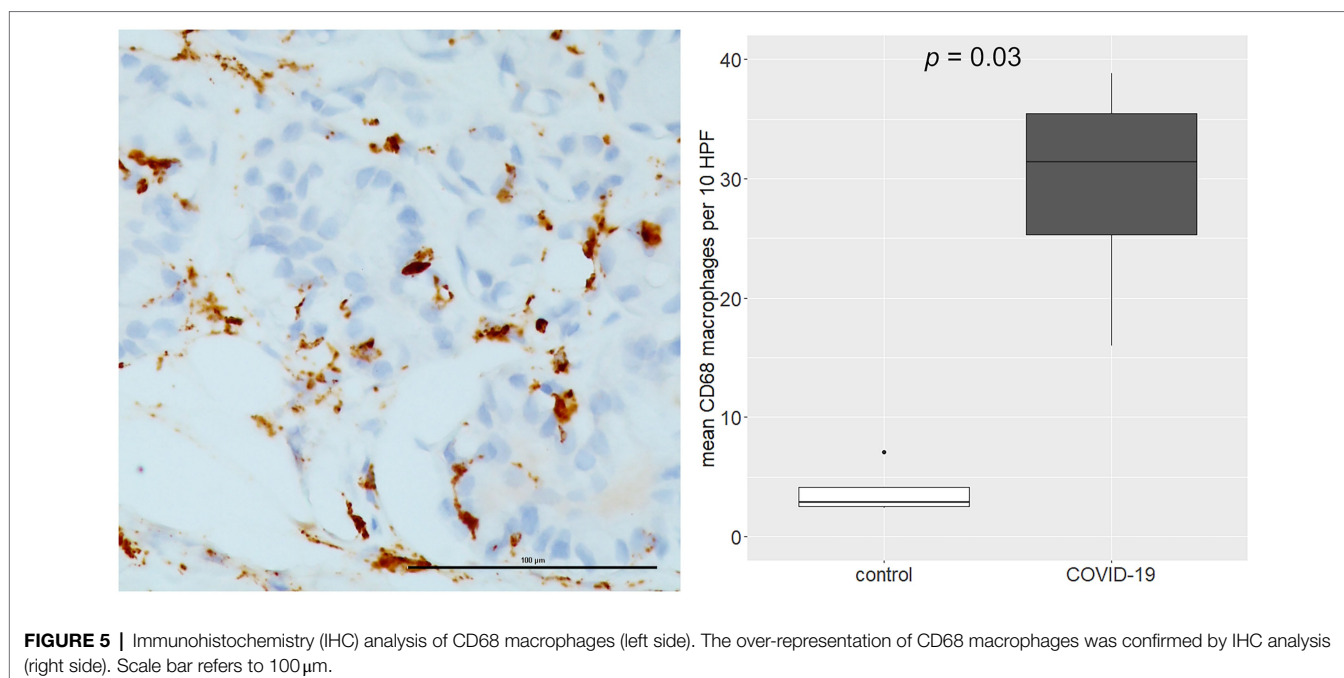 100 µm
p = 0.03
mean CD68 macrophages per 10 HPF
40
30
20
10
0
control COVID-19
FIGURE 5 | Immunohistochemistry (IHC) analysis of CD68 macrophages (left side). The over-representation of CD68 macrophages was confirmed by IHC analysis
(right side). Scale bar refers to 100 μm.